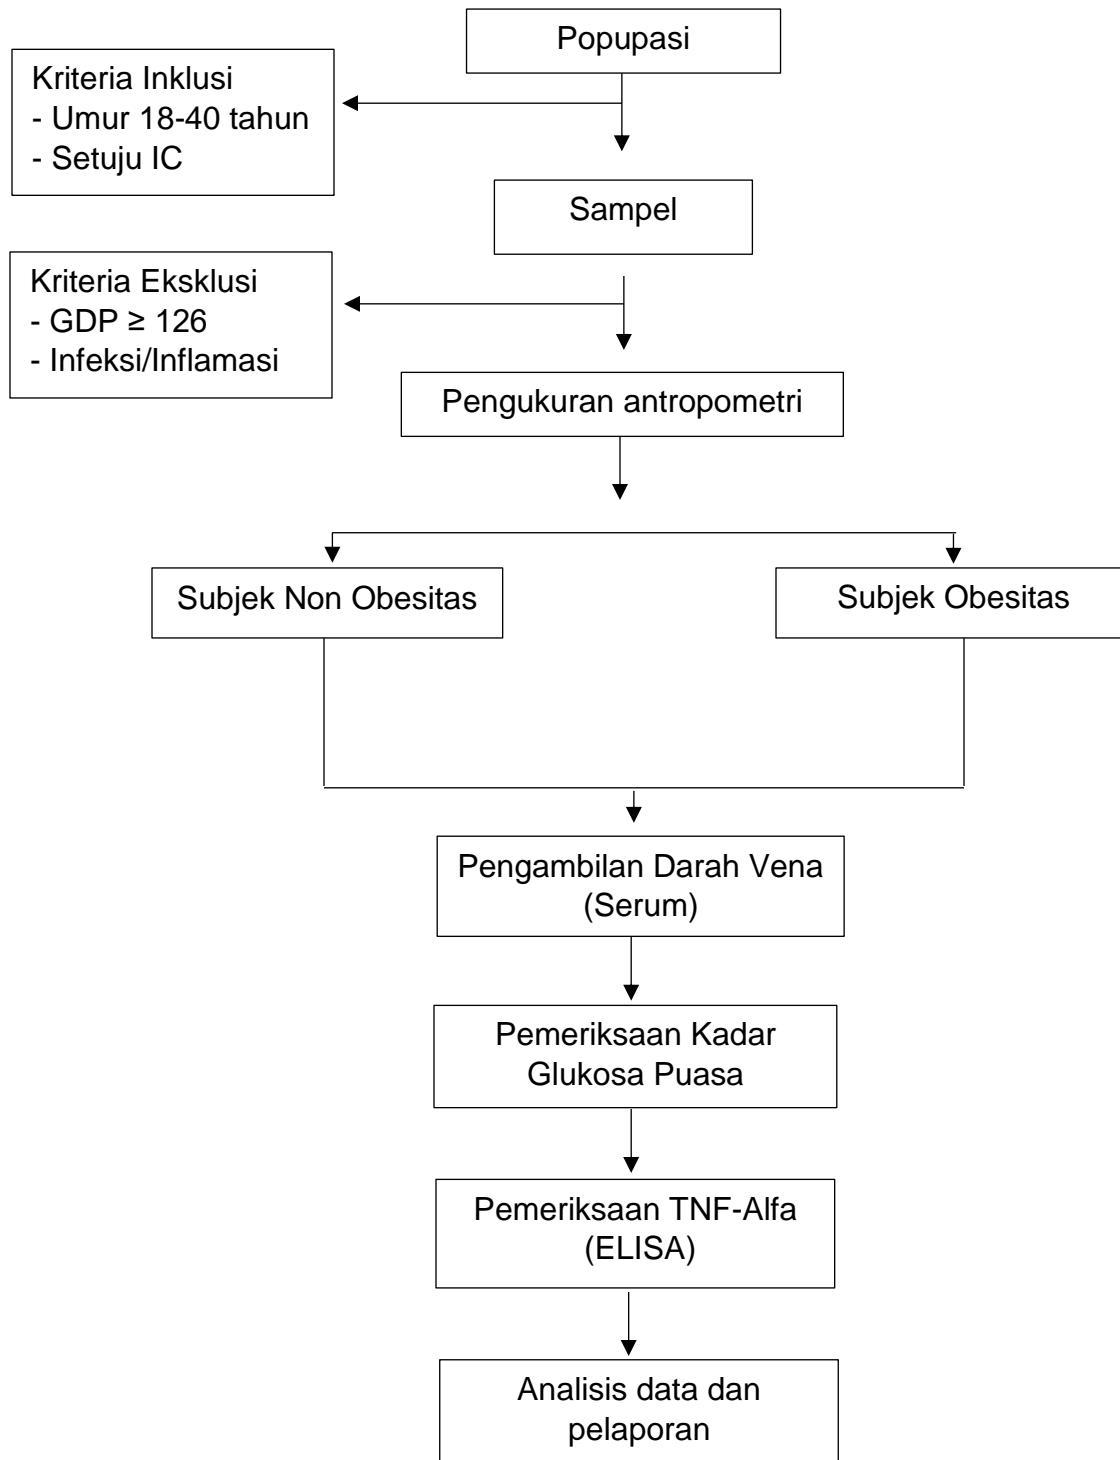 Popupasi
Kriteria Inklusi
- Umur 18-40 tahun
- Setuju IC
Sampel
Kriteria Eksklusi
- GDP ≥ 126
- Infeksi/Inflamasi
Pengukuran antropometri
Subjek Non Obesitas
Subjek Obesitas
Pengambilan Darah Vena
(Serum)
Pemeriksaan Kadar
Glukosa Puasa
Pemeriksaan TNF-Alfa
(ELISA)
Analisis data dan
pelaporan